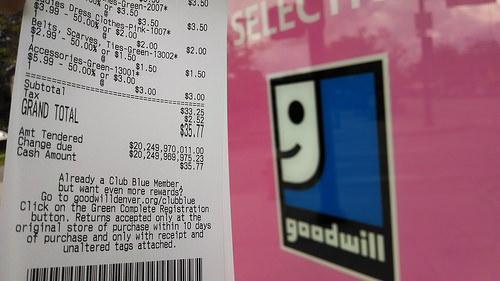 es-Green-2007*
$3.50
$3.50
Ladies Dress Clothes-Pink-1007*
$3.99 - 50.00% or $2.00
$2.00
$2.00
Belts, Scarves, Ties-Green-13002*
$2.99 - 50.00% or $1.50
$1.50
$1.50
Accessories-Green-13001*
$5.99 - 50.00% or $3.00
$3.00
$3.00
Subtotal $33.25
Tax $2.52
GRAND TOTAL $35.77
Amt Tendered $20,249,970,011.00
Change due $20,249,969,975.23
Cash Amount $35.77
Already a Club Blue Member,
but want even more rewards?
Go to goodwilldenver.org/clubblue
Click on the Green Complete Registration
button. Returns accepted only at the
original store of purchase within 10 days
of purchase and only with receipt and
unaltered tags attached.
SELECT
g
goodwill